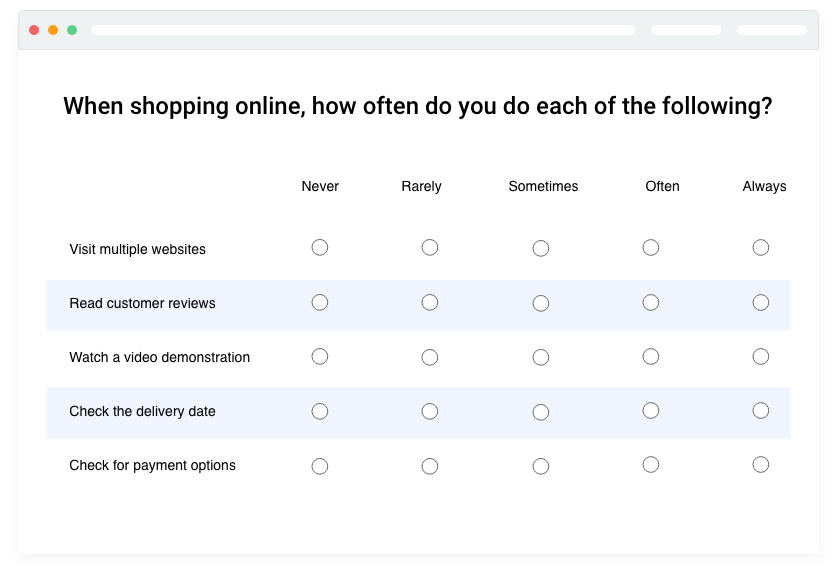 When shopping online, how often do you do each of the following?
Never Rarely Sometimes Often Always
Visit multiple websites
Read customer reviews
Watch a video demonstration
Check the delivery date
Check for payment options